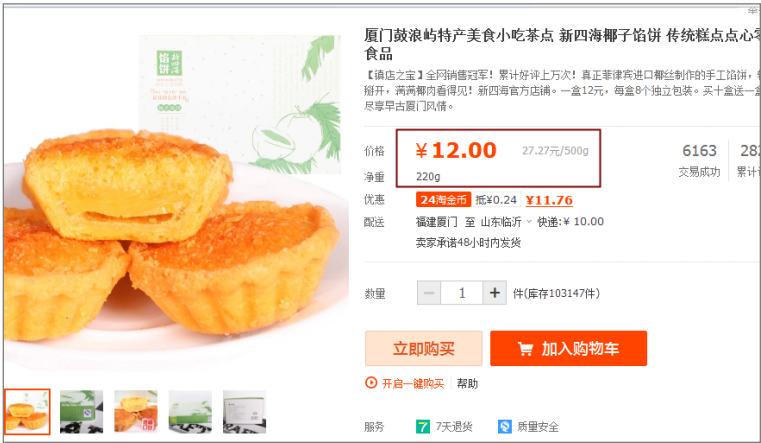 新四海
馅饼
厦门鼓浪屿特产美食小吃茶点 新四海椰子馅饼 传统糕点点心零
食品
【镇店之宝】全网销售冠军！累计好评上万次！真正菲律宾进口椰丝制作的手工馅饼，
掰开，满满椰肉看得见！新四海官方店铺。一盒12元，每盒8个独立包装。买十盒送一盒
尽享早古厦门风情。
价格 ¥12.00 27.27元/500g
净重 220g
6163
交易成功
282
累计
优惠 24淘金币 抵¥0.24 ¥11.76
配送 福建厦门 至 山东临沂 快递:¥ 10.00
卖家承诺48小时内发货
数量 − 1 + 件(库存103147件)
立即购买 加入购物车
开启一键购买 帮助
服务 7 7天退货 质量安全